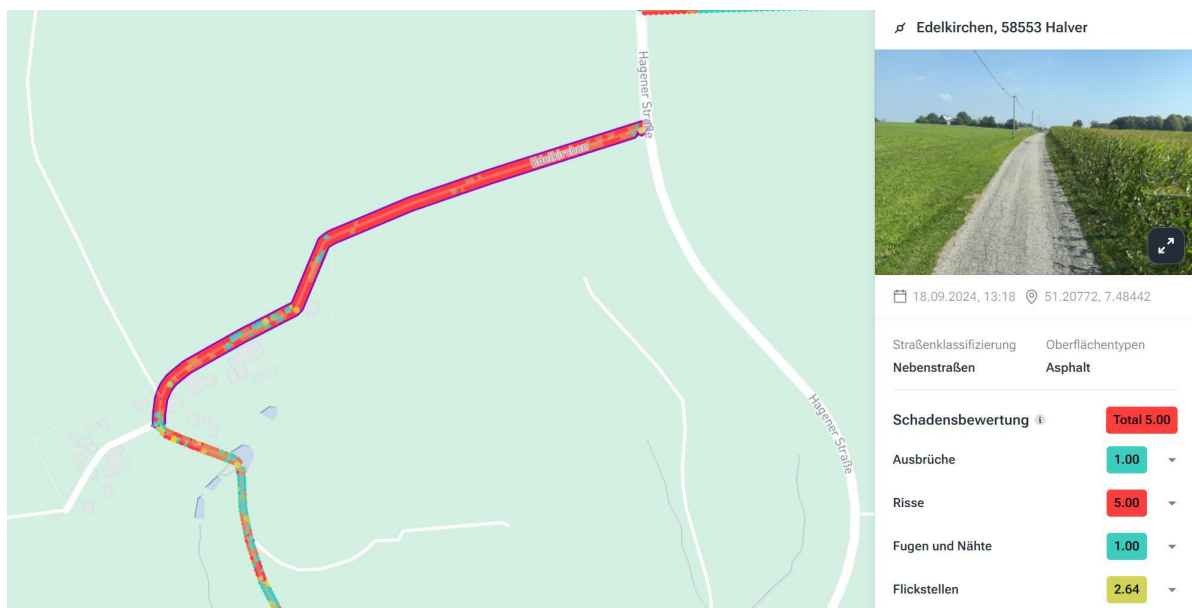 Hagener Straße
Edelkirchen
Hagener Straße
Edelkirchen, 58553 Halver
18.09.2024, 13:18 51.20772, 7.48442
Straßenklassifizierung Oberflächentypen
Nebenstraßen Asphalt
Schadensbewertung i Total 5.00
Ausbrüche 1.00
Risse 5.00
Fugen und Nähte 1.00
Flickstellen 2.64